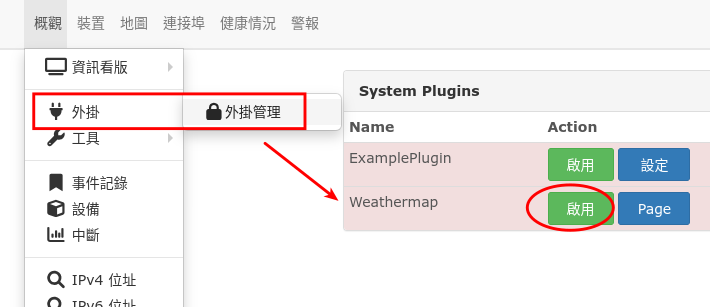 概觀 裝置 地圖 連接埠 健康情況 警報
資訊看版
外掛
外掛管理
工具
事件記錄
設備
中斷
IPv4 位址
IPv6 位址
System Plugins
Name Action
ExamplePlugin 啟用 設定
Weathermap 啟用 Page